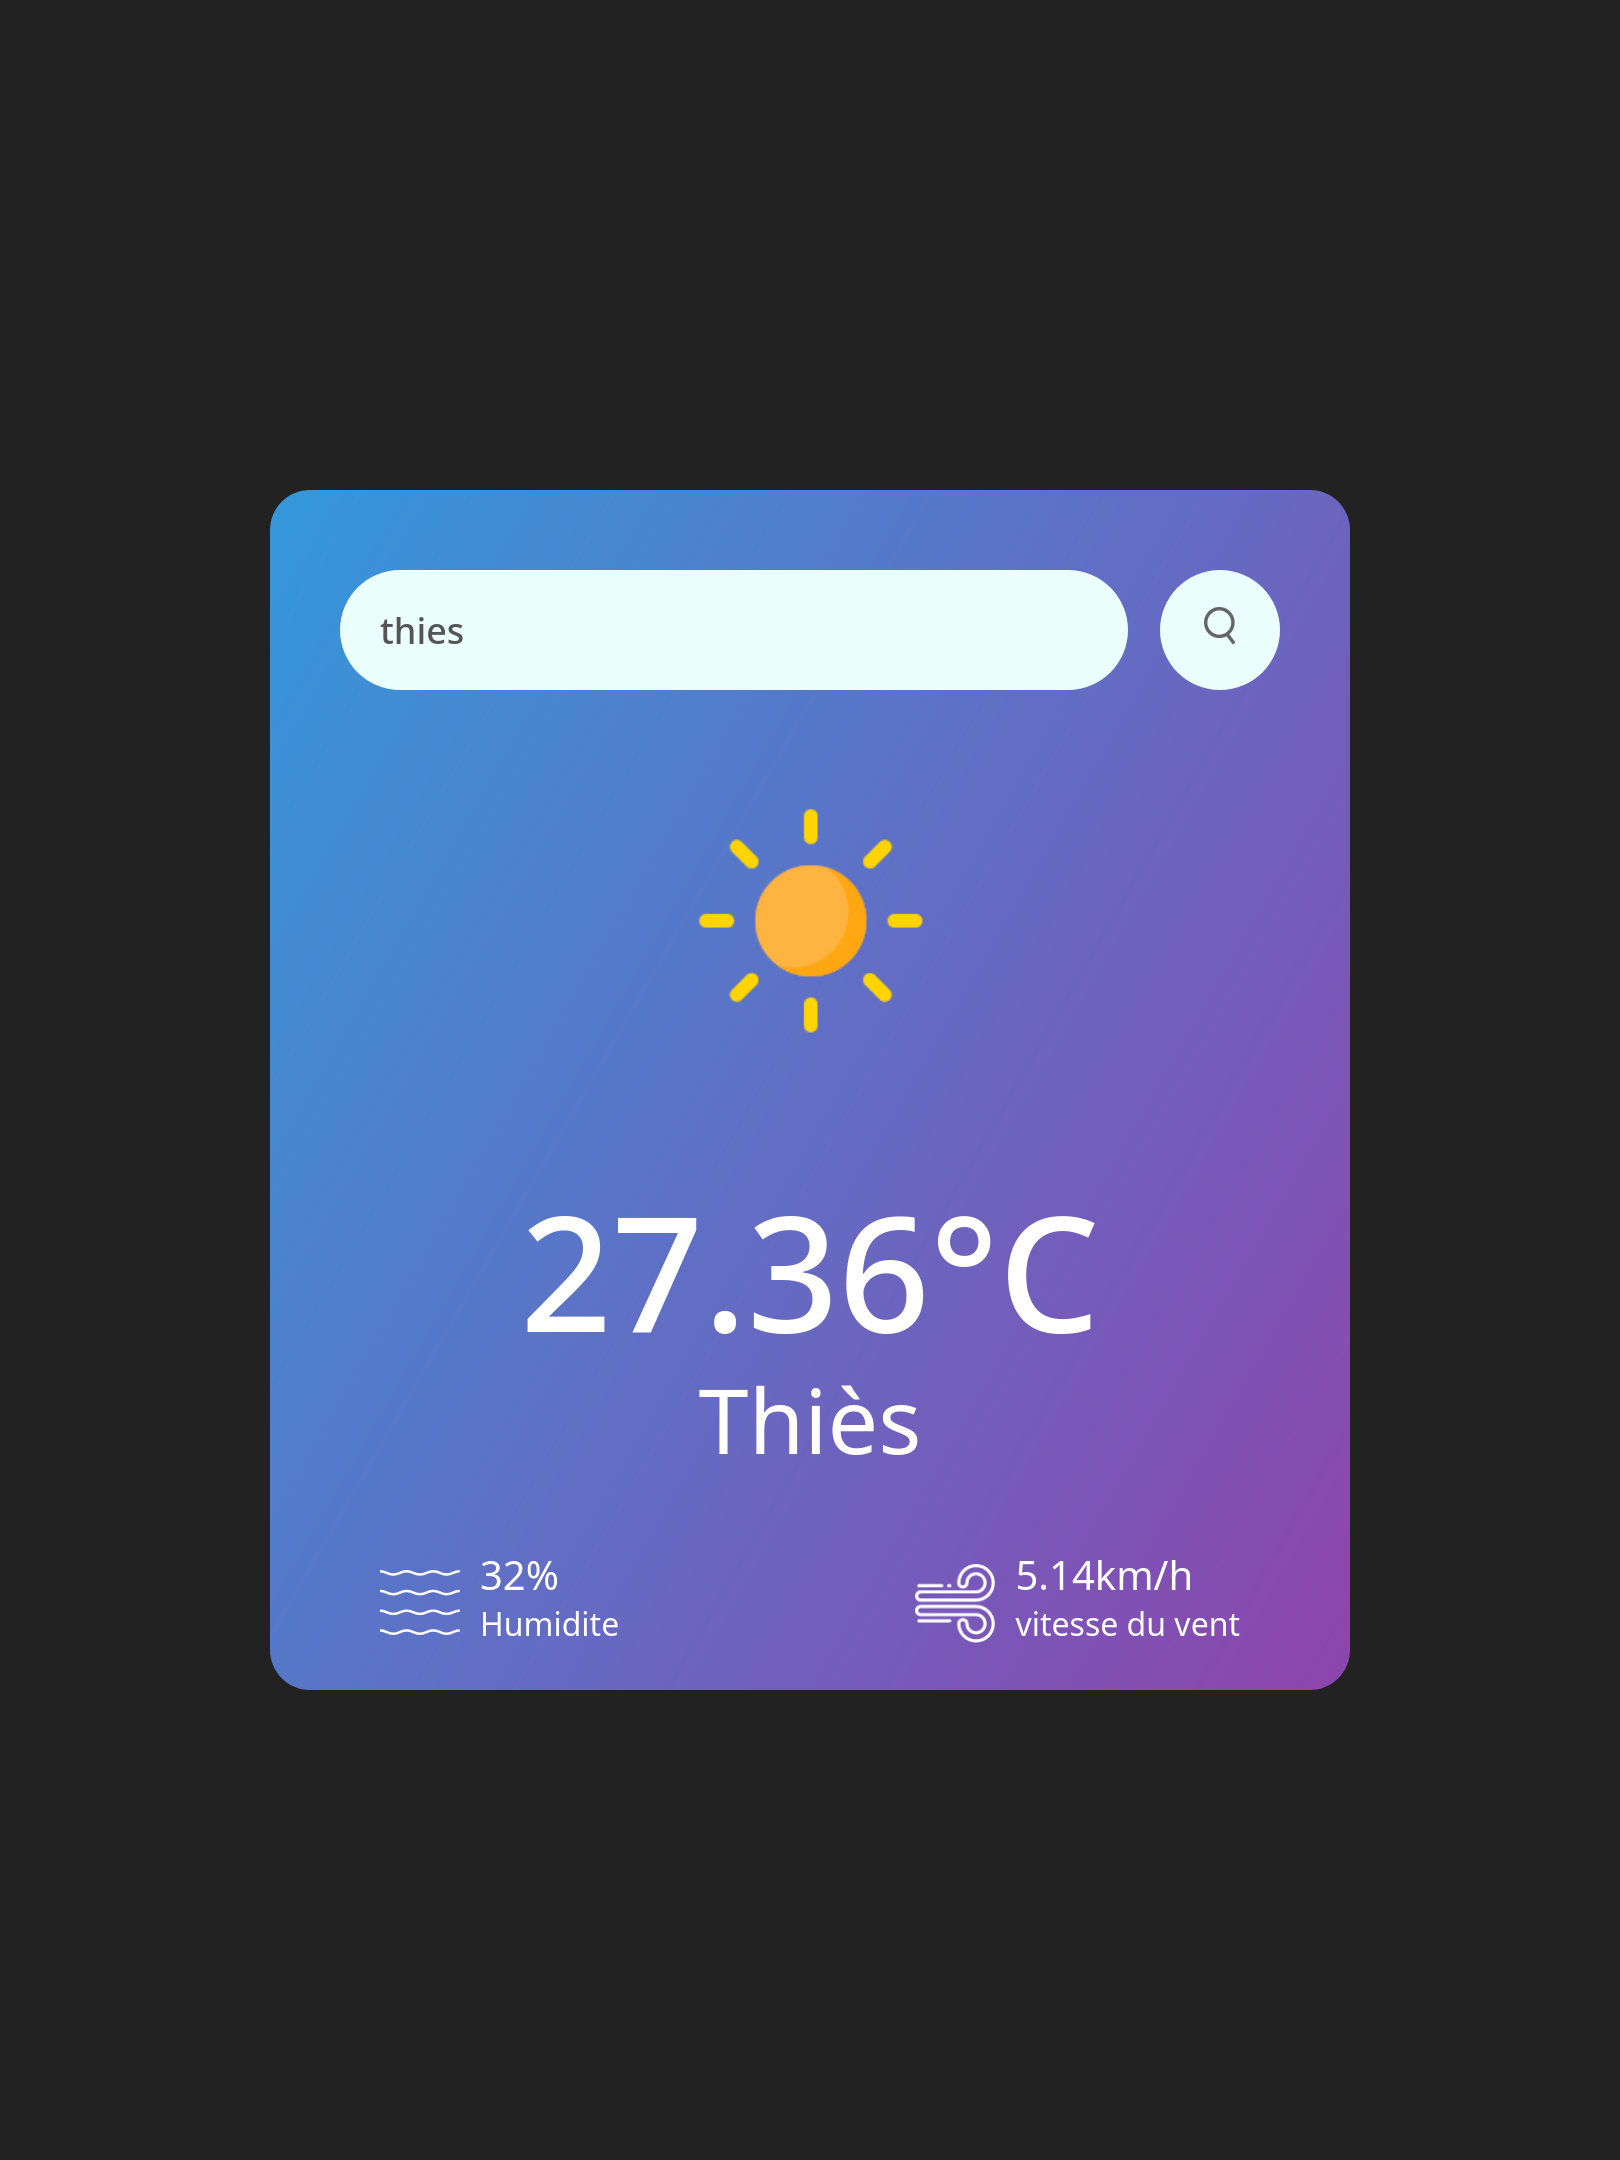 thies
27.36°C
Thiès
32%
Humidite
5.14km/h
vitesse du vent